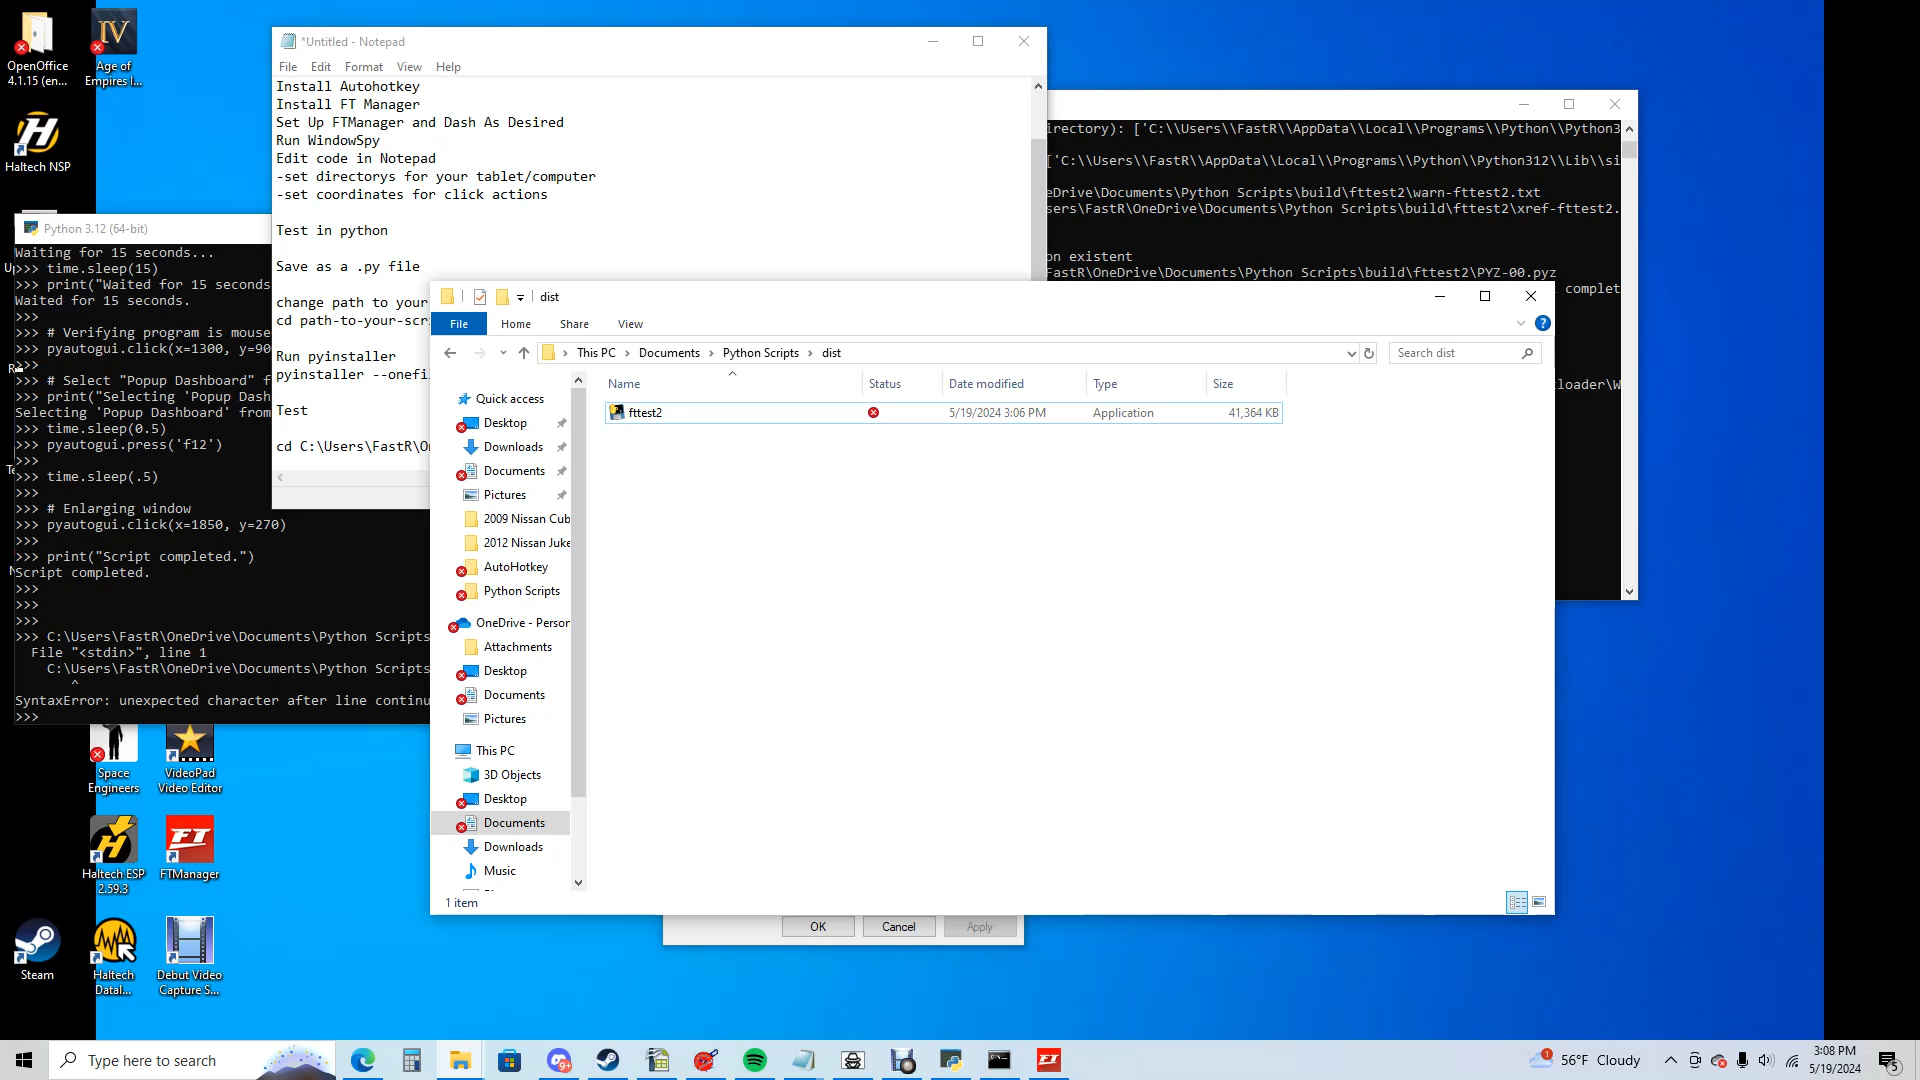 OpenOffice
4.1.15 (en...
Age of
Empires I...
Haltech NSP
*Untitled - Notepad
File Edit Format View Help
Install Autohotkey
Install FT Manager
Set Up FTManager and Dash As Desired
Run WindowSpy
Edit code in Notepad
-set directorys for your tablet/computer
-set coordinates for click actions
Test in python
Save as a .py file
change path to your
cd path-to-your-scr
Run pyinstaller
pyinstaller --onefi
Test
cd C:\Users\FastR\O
irectory): ['C:\\Users\\FastR\\AppData\\Local\\Programs\\Python\\Python3
['C:\\Users\\FastR\\AppData\\Local\\Programs\\Python\\Python312\\Lib\\si
eDrive\Documents\Python Scripts\build\fttest2\warn-fttest2.txt
sers\FastR\OneDrive\Documents\Python Scripts\build\fttest2\xref-fttest2.
on existent
FastR\OneDrive\Documents\Python Scripts\build\fttest2\PYZ-00.pyz
complet
loader\W
Python 3.12 (64-bit)
Waiting for 15 seconds...
>>> time.sleep(15)
>>> print("Waited for 15 seconds
Waited for 15 seconds.
>>>
>>> # Verifying program is mouse
>>> pyautogui.click(x=1300, y=90
>>>
>>> # Select "Popup Dashboard" f
>>> print("Selecting 'Popup Dash
Selecting 'Popup Dashboard' from
>>> time.sleep(0.5)
>>> pyautogui.press('f12')
>>>
>>> time.sleep(.5)
>>>
>>> # Enlarging window
>>> pyautogui.click(x=1850, y=270)
>>>
>>> print("Script completed.")
Script completed.
>>>
>>>
>>>
>>> C:\Users\FastR\OneDrive\Documents\Python Scripts
File "<stdin>", line 1
C:\Users\FastR\OneDrive\Documents\Python Scripts
^
SyntaxError: unexpected character after line continu
>>>
dist
File Home Share View
This PC > Documents > Python Scripts > dist
Search dist
Name Status Date modified Type Size
fttest2 5/19/2024 3:06 PM Application 41,364 KB
Quick access
Desktop
Downloads
Documents
Pictures
2009 Nissan Cub
2012 Nissan Juke
AutoHotkey
Python Scripts
OneDrive - Person
Attachments
Desktop
Documents
Pictures
This PC
3D Objects
Desktop
Documents
Downloads
Music
1 item
OK Cancel Apply
Space
Engineers
VideoPad
Video Editor
Haltech ESP
2.59.3
FT
FTManager
Steam
Haltech
Datal...
Debut Video
Capture S...
Type here to search
9+
FT
1
56°F Cloudy
3:08 PM
5/19/2024
5